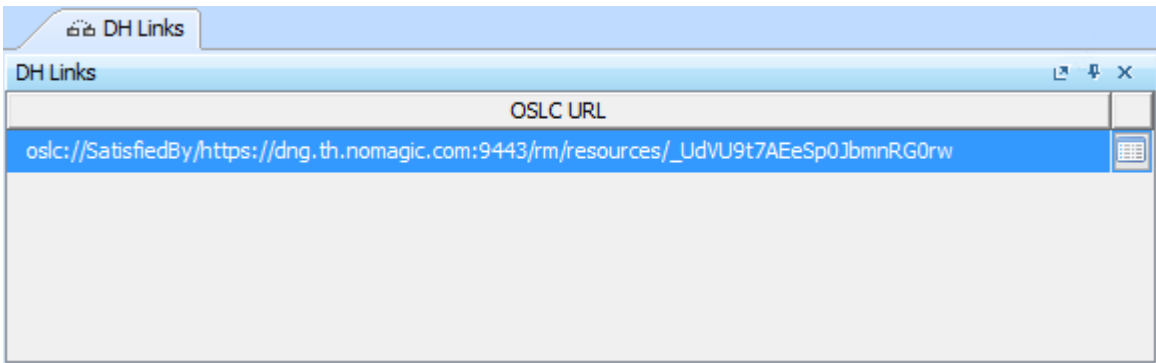 DH Links
DH Links
OSLC URL
oslc://SatisfiedBy/https://dng.th.nomagic.com:9443/rm/resources/_UdVU9t7AEeSp0JbmnRG0rw